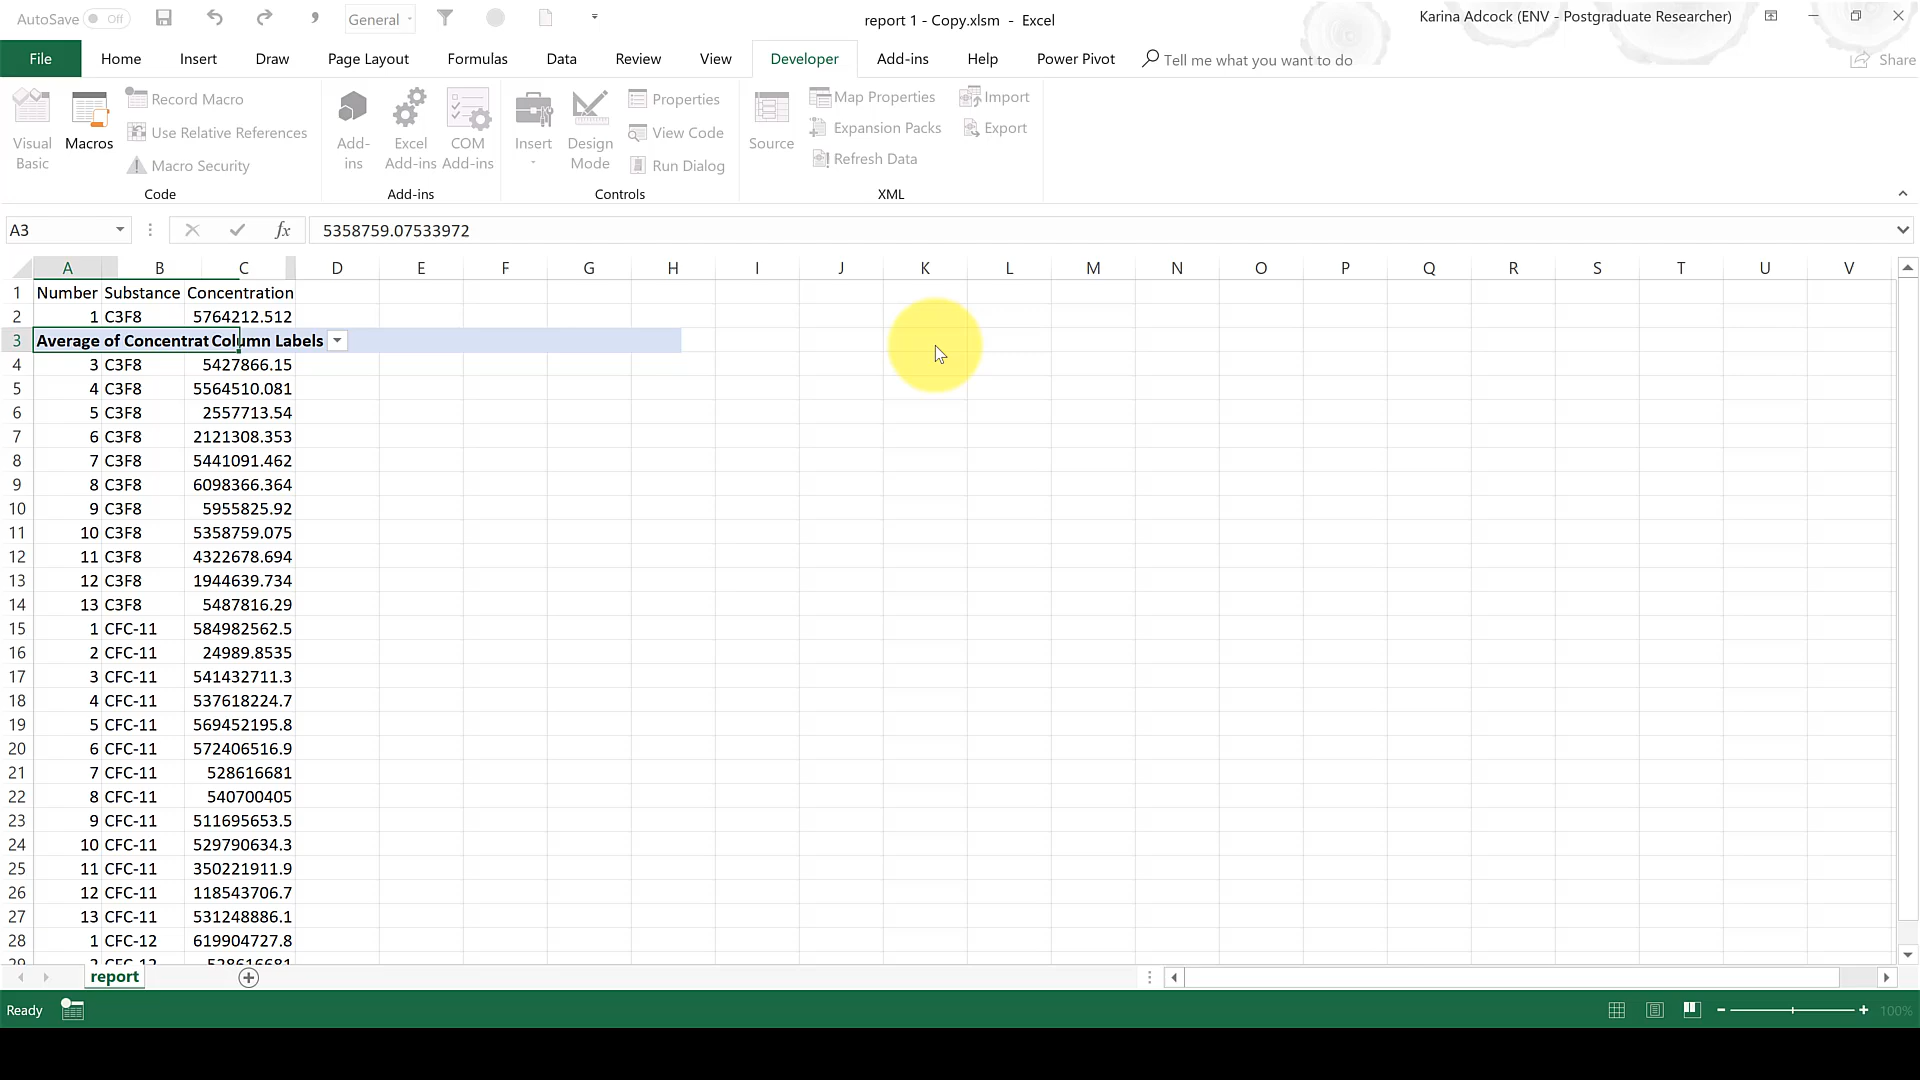 AutoSave Off General report 1 - Copy.xlsm - Excel Karina Adcock (ENV - Postgraduate Researcher)
File Home Insert Draw Page Layout Formulas Data Review View Developer Add-ins Help Power Pivot Tell me what you want to do Share
Visual Basic
Macros
Record Macro
Use Relative References
Macro Security
Code
Add-ins
Excel Add-ins
COM Add-ins
Add-ins
Insert
Design Mode
Properties
View Code
Run Dialog
Controls
Source
Map Properties
Expansion Packs
Refresh Data
Import
Export
XML
A3 fx 5358759.07533972
A B C D E F G H I J K L M N O P Q R S T U V
1 Number Substance Concentration
2 1 C3F8 5764212.512
3 Average of Concentrat Column Labels
4 3 C3F8 5427866.15
5 4 C3F8 5564510.081
6 5 C3F8 2557713.54
7 6 C3F8 2121308.353
8 7 C3F8 5441091.462
9 8 C3F8 6098366.364
10 9 C3F8 5955825.92
11 10 C3F8 5358759.075
12 11 C3F8 4322678.694
13 12 C3F8 1944639.734
14 13 C3F8 5487816.29
15 1 CFC-11 584982562.5
16 2 CFC-11 24989.8535
17 3 CFC-11 541432711.3
18 4 CFC-11 537618224.7
19 5 CFC-11 569452195.8
20 6 CFC-11 572406516.9
21 7 CFC-11 528616681
22 8 CFC-11 540700405
23 9 CFC-11 511695653.5
24 10 CFC-11 529790634.3
25 11 CFC-11 350221911.9
26 12 CFC-11 118543706.7
27 13 CFC-11 531248886.1
28 1 CFC-12 619904727.8
29 2 CFC-12 528616681
report
Ready 100%